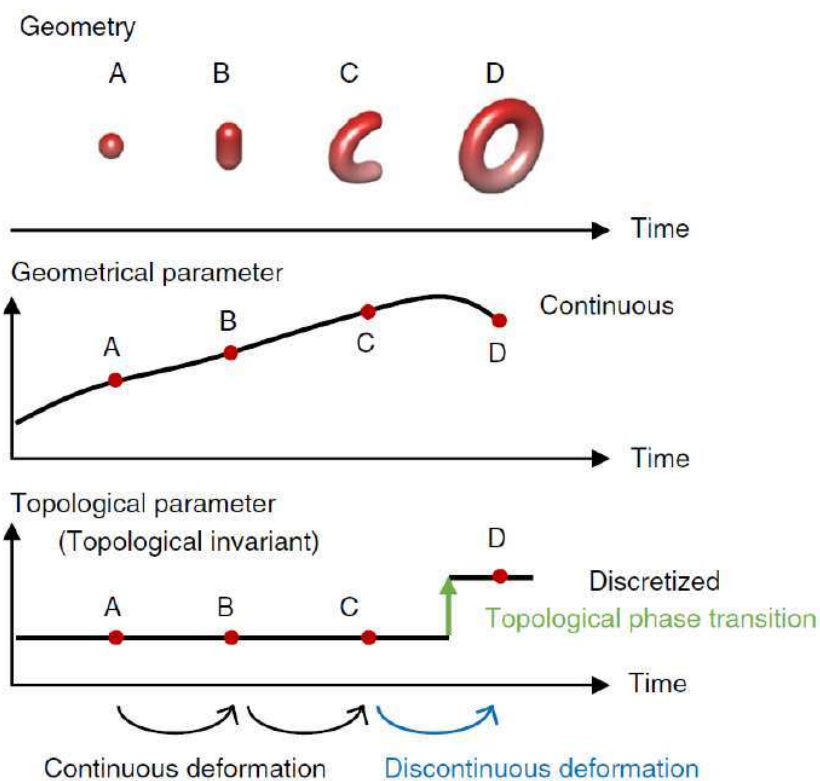 Geometry
A B C D
Time
Geometrical parameter
Continuous
B
A
C
D
Time
Topological parameter
(Topological invariant)
D
Discretized
A B C
Topological phase transition
Time
Continuous deformation Discontinuous deformation